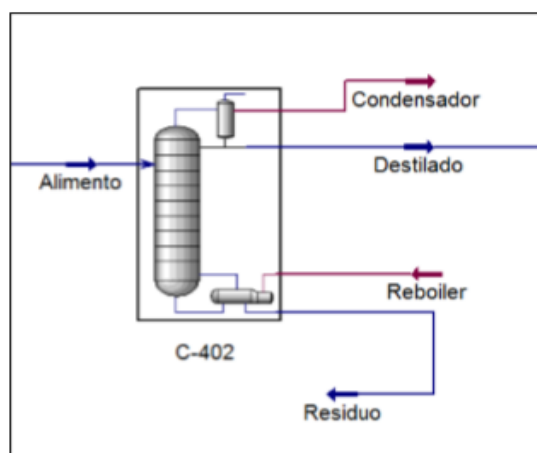 Condensador
Alimento
Destilado
Reboiler
C-402
Residuo